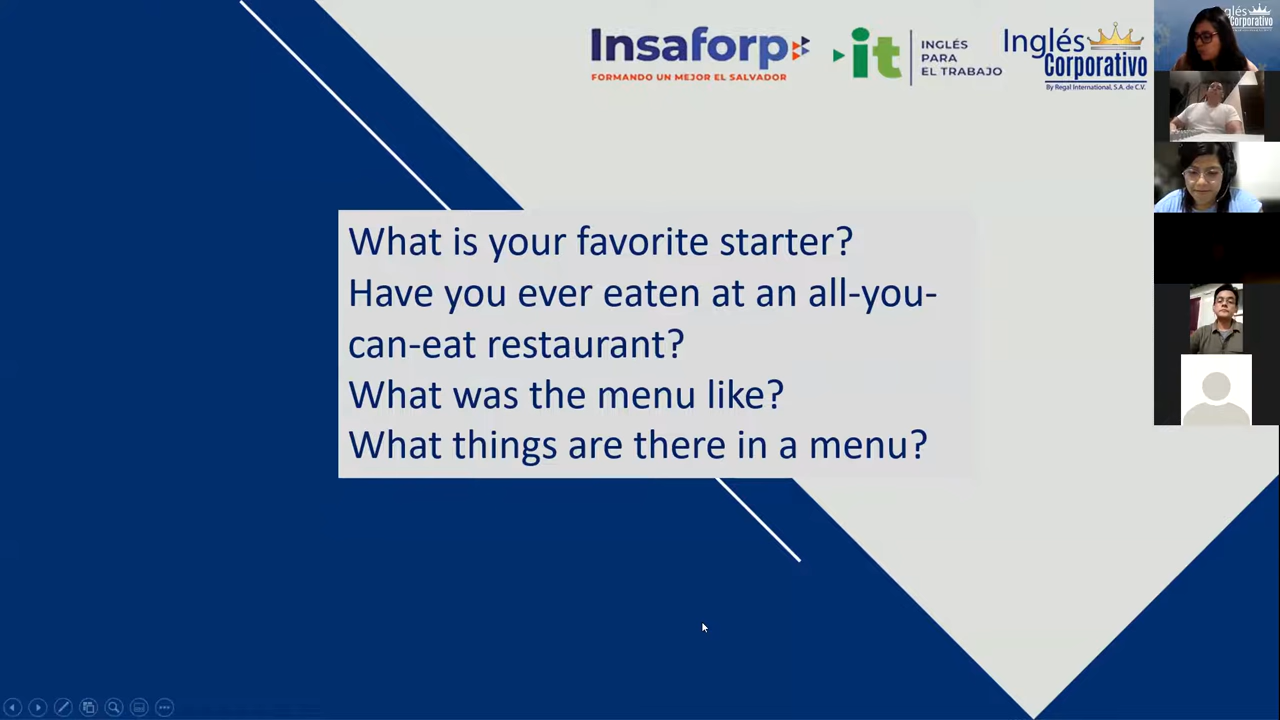 Insaforp
FORMANDO UN MEJOR EL SALVADOR
it
INGLÉS
PARA
EL TRABAJO
Inglés
Corporativo
By Regal International, S.A. de C.V.
glés
Corporativo
What is your favorite starter?
Have you ever eaten at an all-you-
can-eat restaurant?
What was the menu like?
What things are there in a menu?